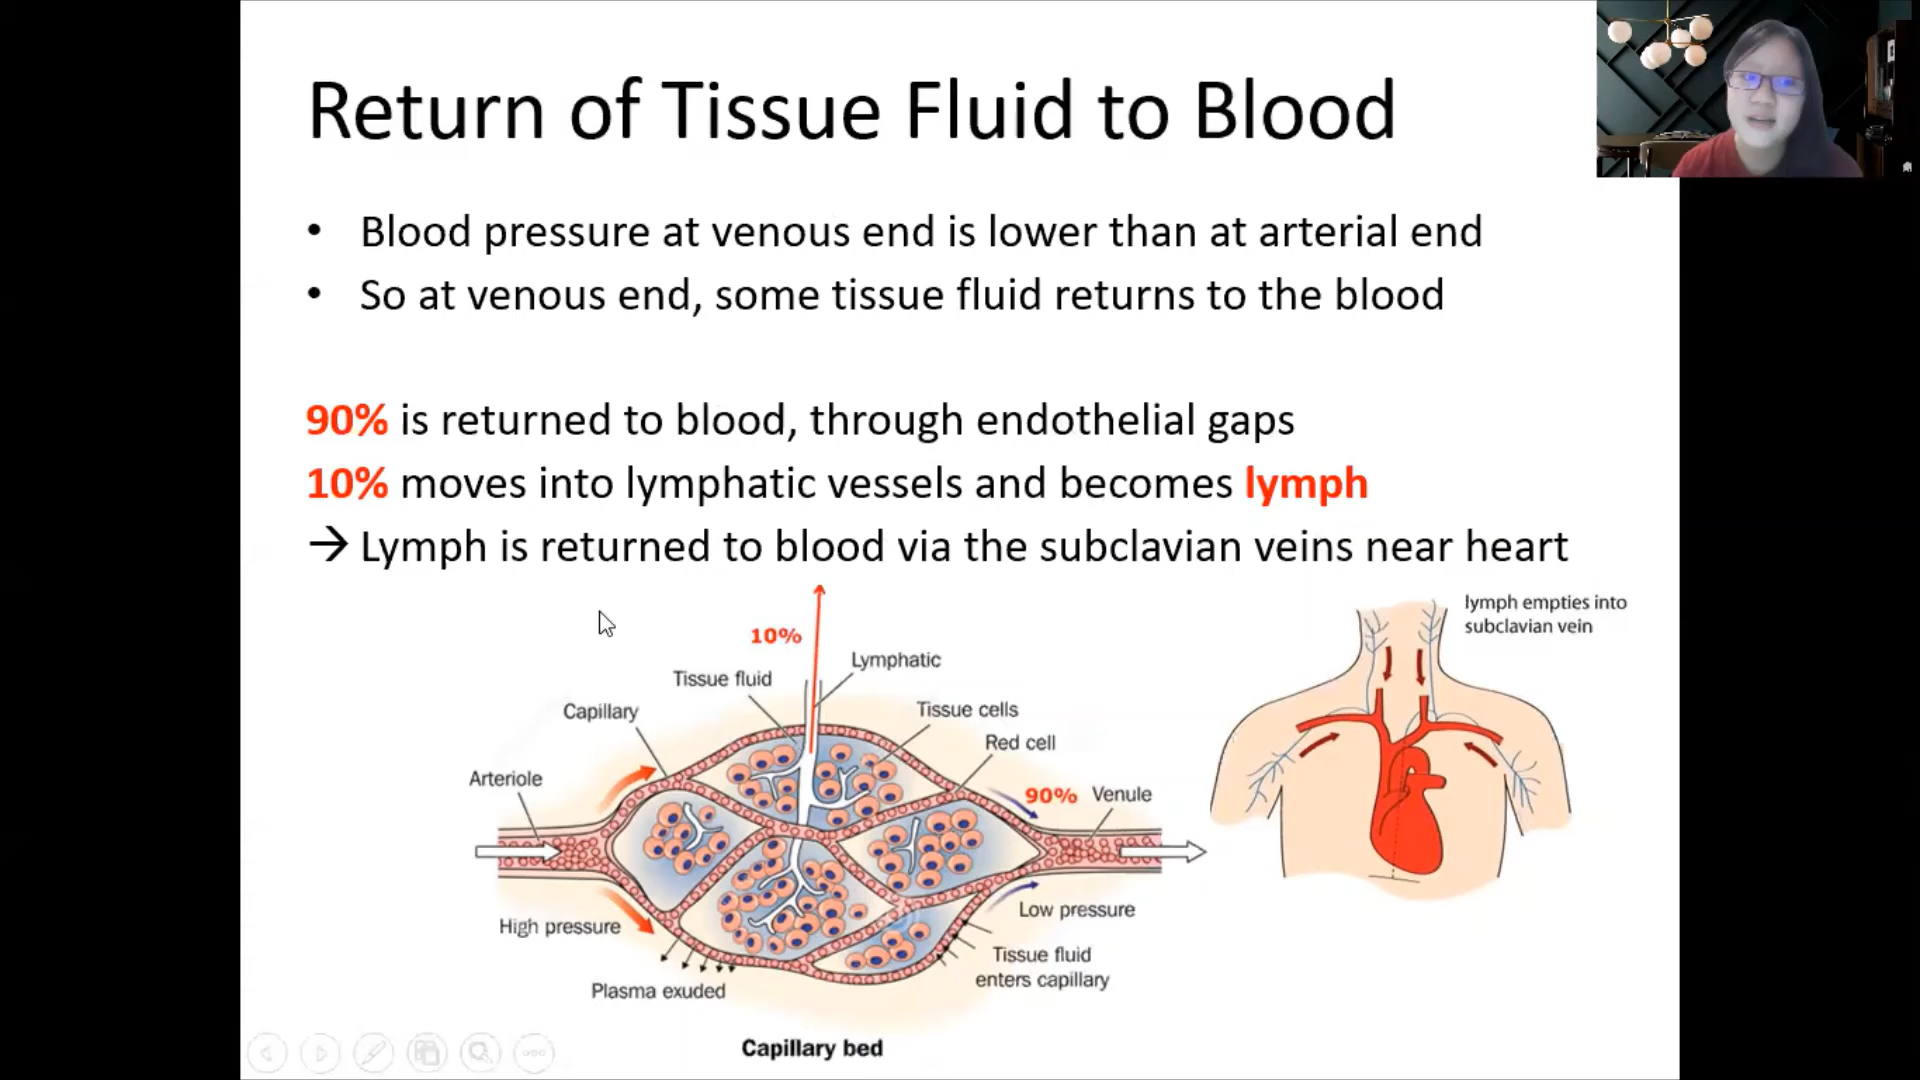 Return of Tissue Fluid to Blood
• Blood pressure at venous end is lower than at arterial end
• So at venous end, some tissue fluid returns to the blood
90% is returned to blood, through endothelial gaps
10% moves into lymphatic vessels and becomes lymph
→ Lymph is returned to blood via the subclavian veins near heart
lymph empties into
subclavian vein
10%
Lymphatic
Tissue fluid
Capillary
Tissue cells
Red cell
Arteriole
90%
Venule
High pressure
Low pressure
Tissue fluid
enters capillary
Plasma exuded
Capillary bed